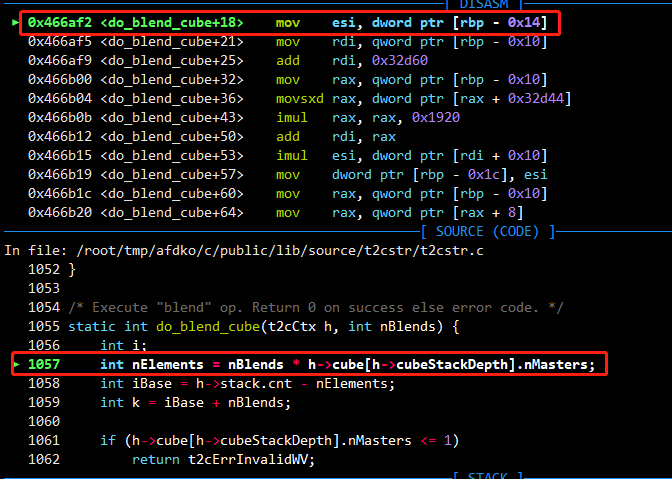 [ DISASM ]
► 0x466af2 <do_blend_cube+18> mov esi, dword ptr [rbp - 0x14]
0x466af5 <do_blend_cube+21> mov rdi, qword ptr [rbp - 0x10]
0x466af9 <do_blend_cube+25> add rdi, 0x32d60
0x466b00 <do_blend_cube+32> mov rax, qword ptr [rbp - 0x10]
0x466b04 <do_blend_cube+36> movsxd rax, dword ptr [rax + 0x32d44]
0x466b0b <do_blend_cube+43> imul rax, rax, 0x1920
0x466b12 <do_blend_cube+50> add rdi, rax
0x466b15 <do_blend_cube+53> imul esi, dword ptr [rdi + 0x10]
0x466b19 <do_blend_cube+57> mov dword ptr [rbp - 0x1c], esi
0x466b1c <do_blend_cube+60> mov rax, qword ptr [rbp - 0x10]
0x466b20 <do_blend_cube+64> mov rax, qword ptr [rax + 8]
[ SOURCE (CODE) ]
In file: /root/tmp/afdko/c/public/lib/source/t2cstr/t2cstr.c
1052 }
1053
1054 /* Execute "blend" op. Return 0 on success else error code. */
1055 static int do_blend_cube(t2cCtx h, int nBlends) {
1056 int i;
► 1057 int nElements = nBlends * h->cube[h->cubeStackDepth].nMasters;
1058 int iBase = h->stack.cnt - nElements;
1059 int k = iBase + nBlends;
1060
1061 if (h->cube[h->cubeStackDepth].nMasters <= 1)
1062 return t2cErrInvalidWV;
[ STACK ]